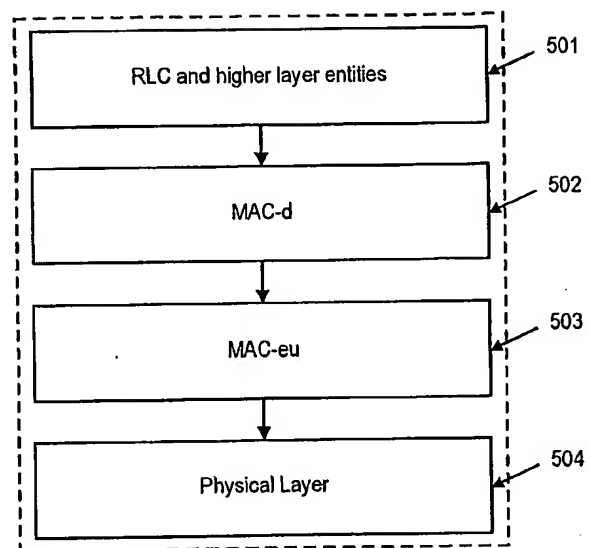 RLC and higher layer entities
501
MAC-d
502
MAC-eu
503
Physical Layer
504